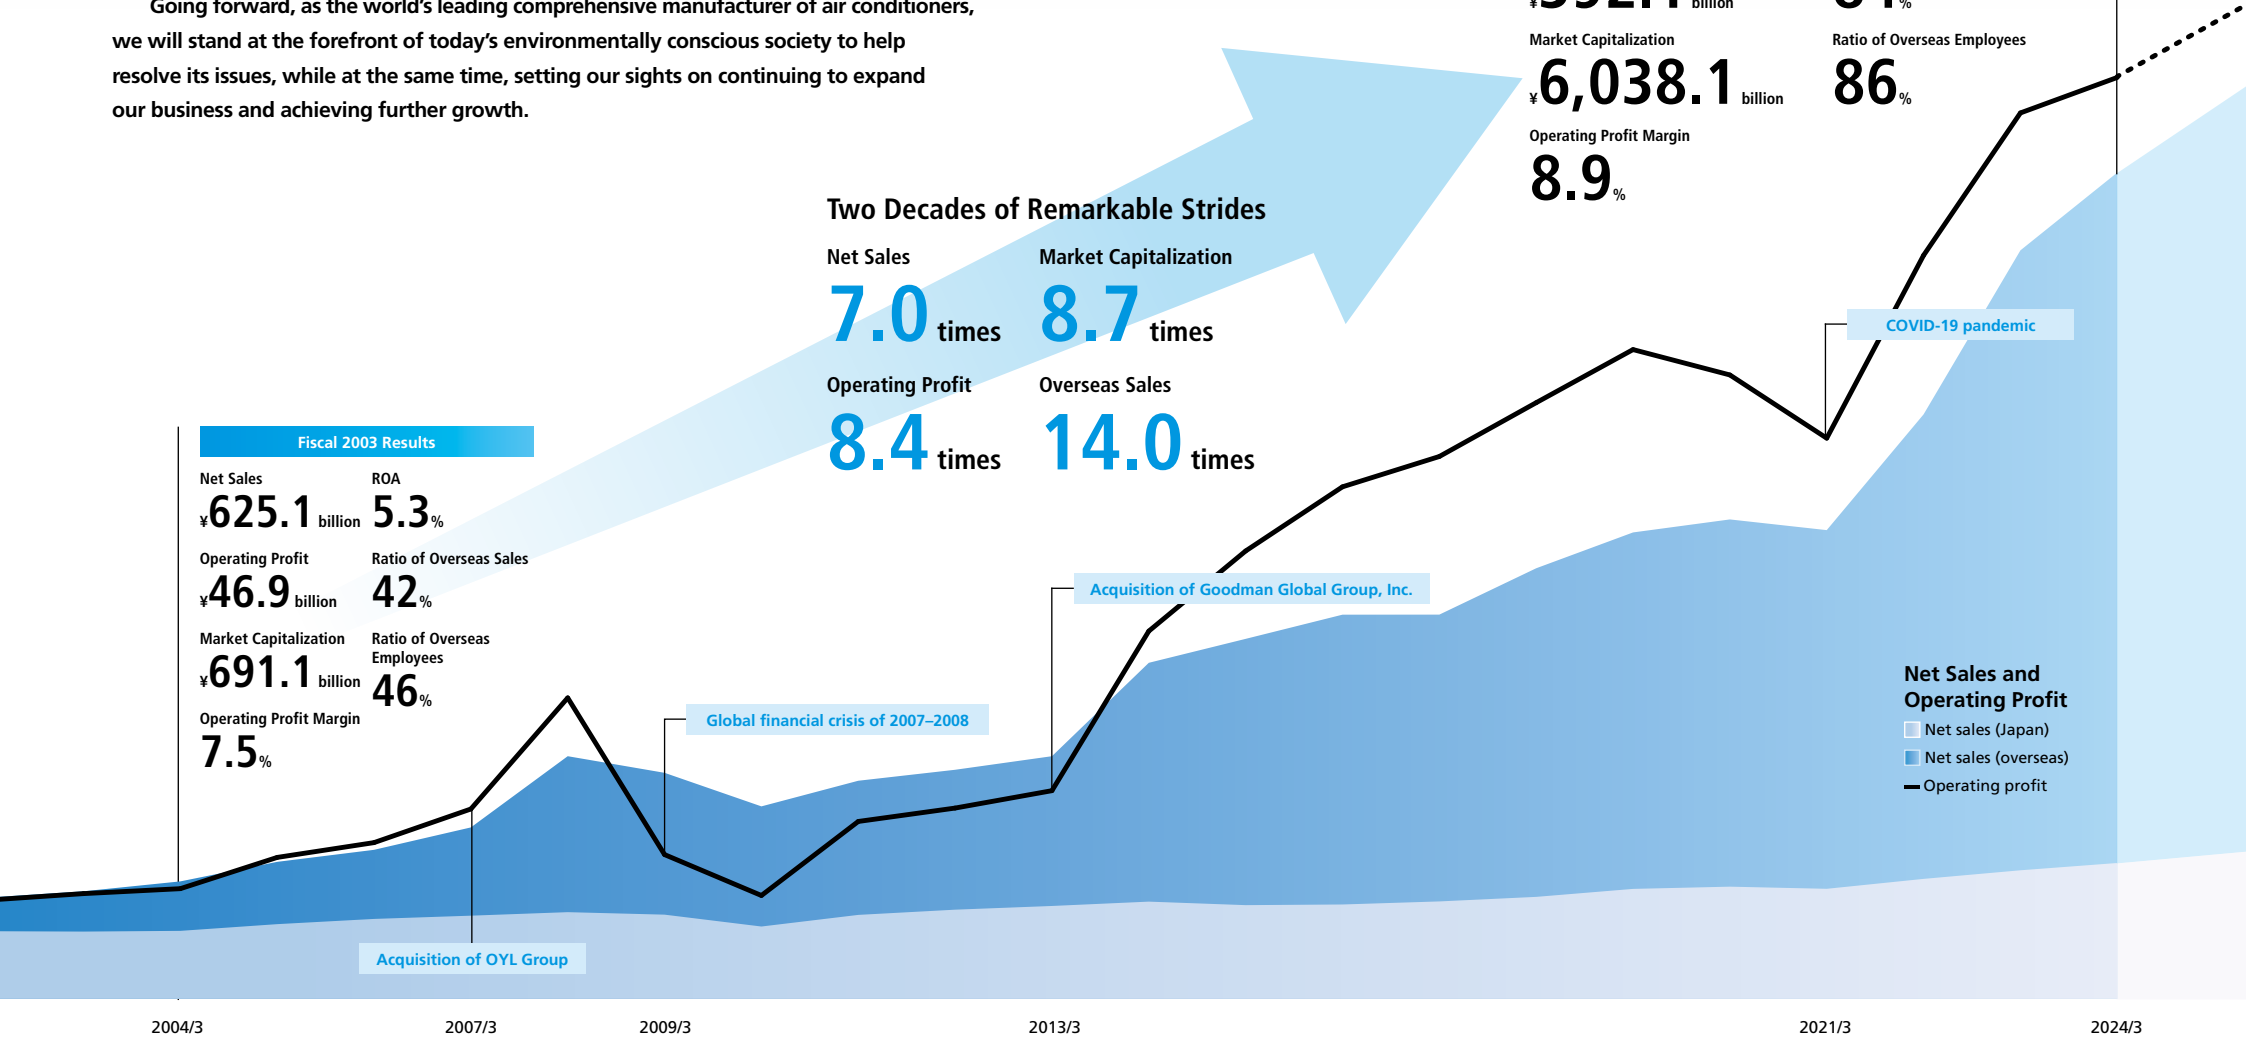 Going forward, as the world's leading comprehensive manufacturer of air conditioners,
we will stand at the forefront of today's environmentally conscious society to help
resolve its issues, while at the same time, setting our sights on continuing to expand
our business and achieving further growth.
billion
%
Market Capitalization
¥6,038.1 billion
Ratio of Overseas Employees
86%
Operating Profit Margin
8.9%
Two Decades of Remarkable Strides
Net Sales
7.0 times
Market Capitalization
8.7 times
Operating Profit
8.4 times
Overseas Sales
14.0 times
Fiscal 2003 Results
Net Sales
¥625.1 billion
ROA
5.3%
Operating Profit
¥46.9 billion
Ratio of Overseas Sales
42%
Market Capitalization
¥691.1 billion
Ratio of Overseas
Employees
46%
Operating Profit Margin
7.5%
COVID-19 pandemic
Acquisition of Goodman Global Group, Inc.
Global financial crisis of 2007–2008
Acquisition of OYL Group
Net Sales and
Operating Profit
Net sales (Japan)
Net sales (overseas)
Operating profit
2004/3
2007/3
2009/3
2013/3
2021/3
2024/3